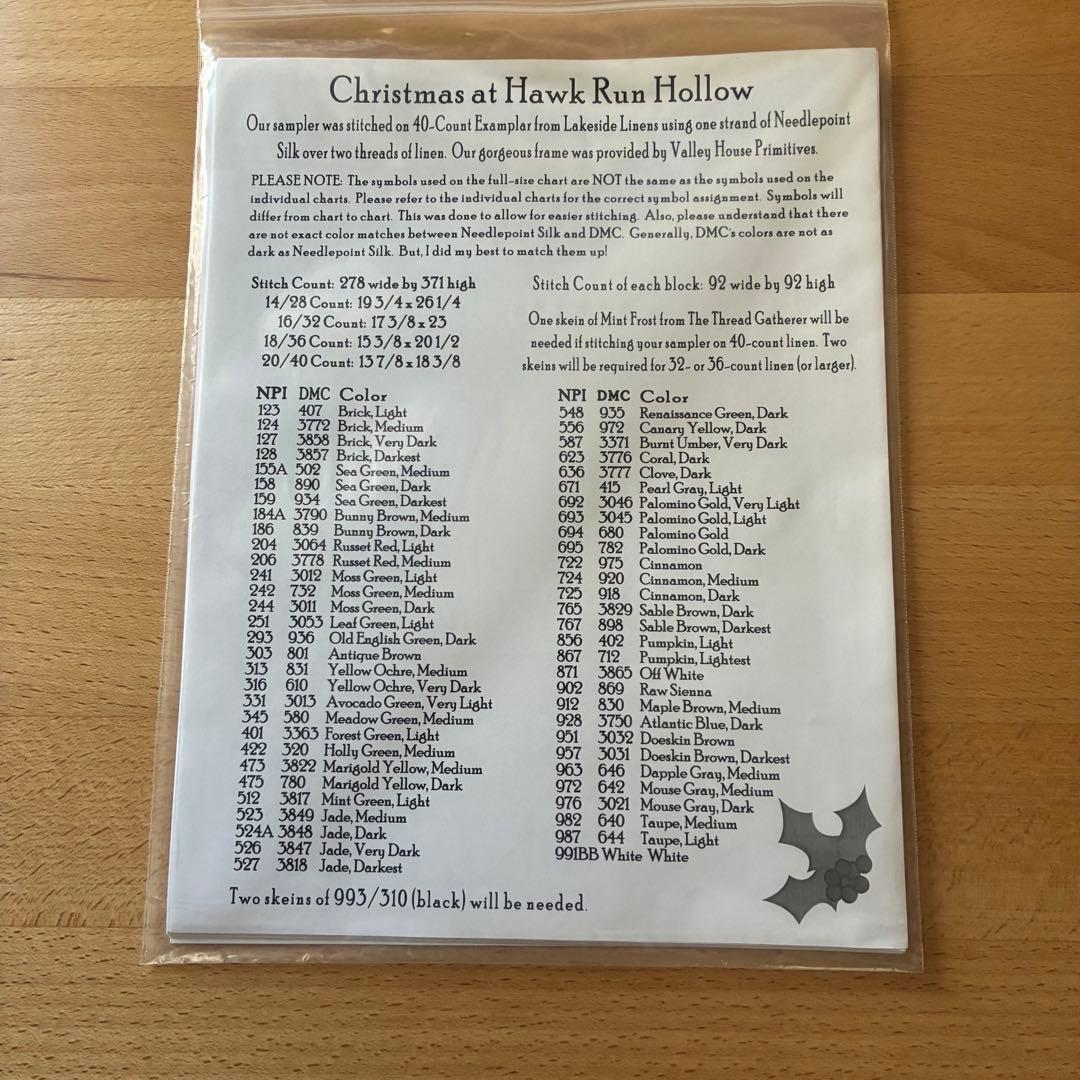 Christmas at Hawk Run Hollow
Our sampler was stitched on 40-Count Examplar from Lakeside Linens using one strand of Needlepoint
Silk over two threads of linen. Our gorgeous frame was provided by Valley House Primitives.
PLEASE NOTE: The symbols used on the full-size chart are NOT the same as the symbols used on the
individual charts. Please refer to the individual charts for the correct symbol assignment. Symbols will
differ from chart to chart. This was done to allow for easier stitching. Also, please understand that there
are not exact color matches between Needlepoint Silk and DMC. Generally, DMC's colors are not as
dark as Needlepoint Silk. But, I did my best to match them up!
Stitch Count: 278 wide by 371 high
14/28 Count: 19 3/4 x 26 1/4
16/32 Count: 17 3/8 x 23
18/36 Count: 15 3/8 x 20 1/2
20/40 Count: 13 7/8 x 18 3/8
Stitch Count of each block: 92 wide by 92 high
One skein of Mint Frost from The Thread Gatherer will be
needed if stitching your sampler on 40-count linen. Two
skeins will be required for 32- or 36-count linen (or larger).
NPI DMC Color
123 407 Brick, Light
124 3772 Brick, Medium
127 3858 Brick, Very Dark
128 3857 Brick, Darkest
155A 502 Sea Green, Medium
158 890 Sea Green, Dark
159 934 Sea Green, Darkest
184A 3790 Bunny Brown, Medium
186 839 Bunny Brown, Dark
204 3064 Russet Red, Light
206 3778 Russet Red, Medium
241 3012 Moss Green, Light
242 732 Moss Green, Medium
244 3011 Moss Green, Dark
251 3053 Leaf Green, Light
293 936 Old English Green, Dark
303 801 Antique Brown
313 831 Yellow Ochre, Medium
316 610 Yellow Ochre, Very Dark
331 3013 Avocado Green, Very Light
345 580 Meadow Green, Medium
401 3363 Forest Green, Light
422 320 Holly Green, Medium
473 3822 Marigold Yellow, Medium
475 780 Marigold Yellow, Dark
512 3817 Mint Green, Light
523 3849 Jade, Medium
524A 3848 Jade, Dark
526 3847 Jade, Very Dark
527 3818 Jade, Darkest
NPI DMC Color
548 935 Renaissance Green, Dark
556 972 Canary Yellow, Dark
587 3371 Burnt Umber, Very Dark
623 3776 Coral, Dark
636 3777 Clove, Dark
671 415 Pearl Gray, Light
692 3046 Palomino Gold, Very Light
693 3045 Palomino Gold, Light
694 680 Palomino Gold
695 782 Palomino Gold, Dark
722 975 Cinnamon
724 920 Cinnamon, Medium
725 918 Cinnamon, Dark
765 3829 Sable Brown, Dark
767 898 Sable Brown, Darkest
856 402 Pumpkin, Light
867 712 Pumpkin, Lightest
871 3865 Off White
902 869 Raw Sienna
912 830 Maple Brown, Medium
928 3750 Atlantic Blue, Dark
951 3032 Doeskin Brown
957 3031 Doeskin Brown, Darkest
963 646 Dapple Gray, Medium
972 642 Mouse Gray, Medium
976 3021 Mouse Gray, Dark
982 640 Taupe, Medium
987 644 Taupe, Light
991BB White White
Two skeins of 993/310 (black) will be needed.